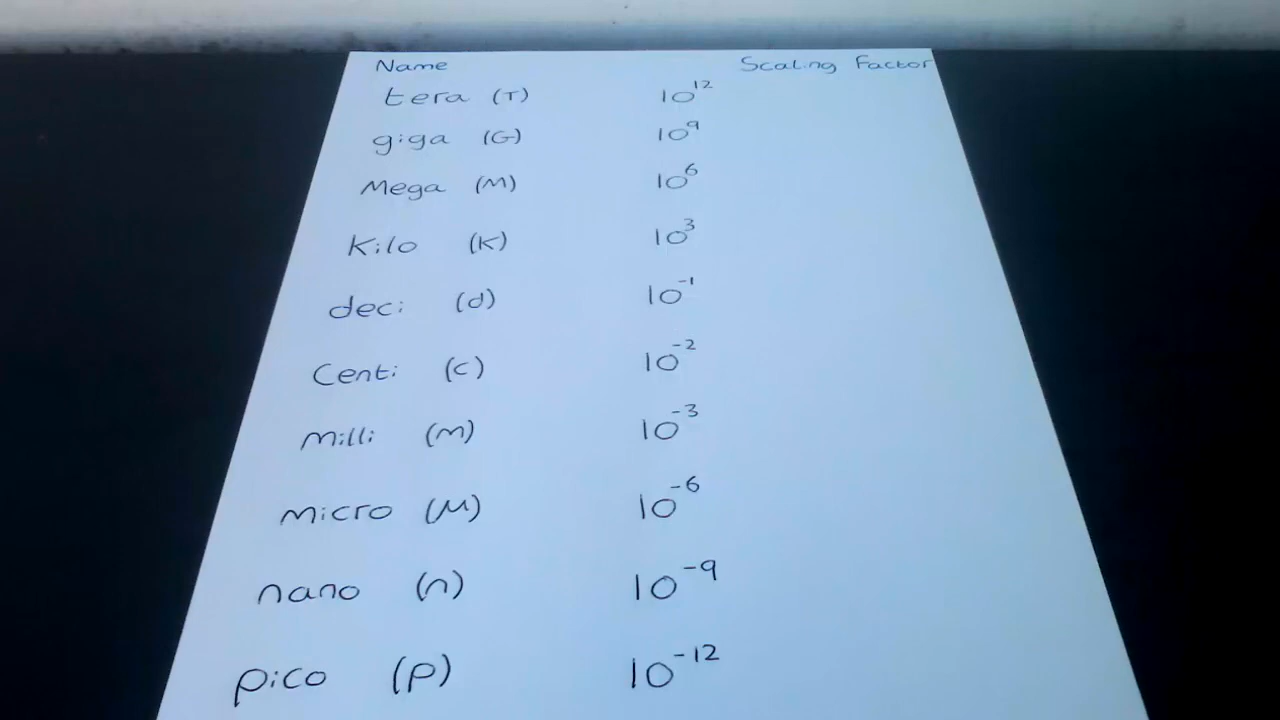 Name Scaling Factor
tera (T) 10¹²
giga (G) 10⁹
Mega (M) 10⁶
Kilo (K) 10³
deci (d) 10⁻¹
Centi (c) 10⁻²
milli (m) 10⁻³
micro (μ) 10⁻⁶
nano (n) 10⁻⁹
pico (p) 10⁻¹²